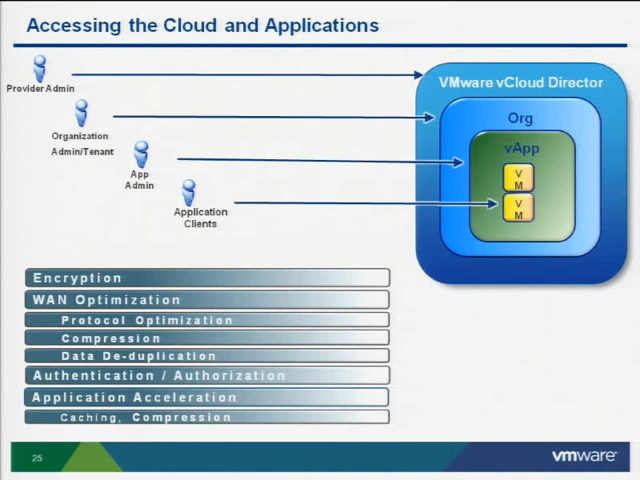 Accessing the Cloud and Applications
Provider Admin
Organization
Admin/Tenant
App
Admin
Application
Clients
VMware vCloud Director
Org
vApp
V
M
V
M
Encryption
WAN Optimization
Protocol Optimization
Compression
Data De-duplication
Authentication / Authorization
Application Acceleration
Caching, Compression
25
vmware